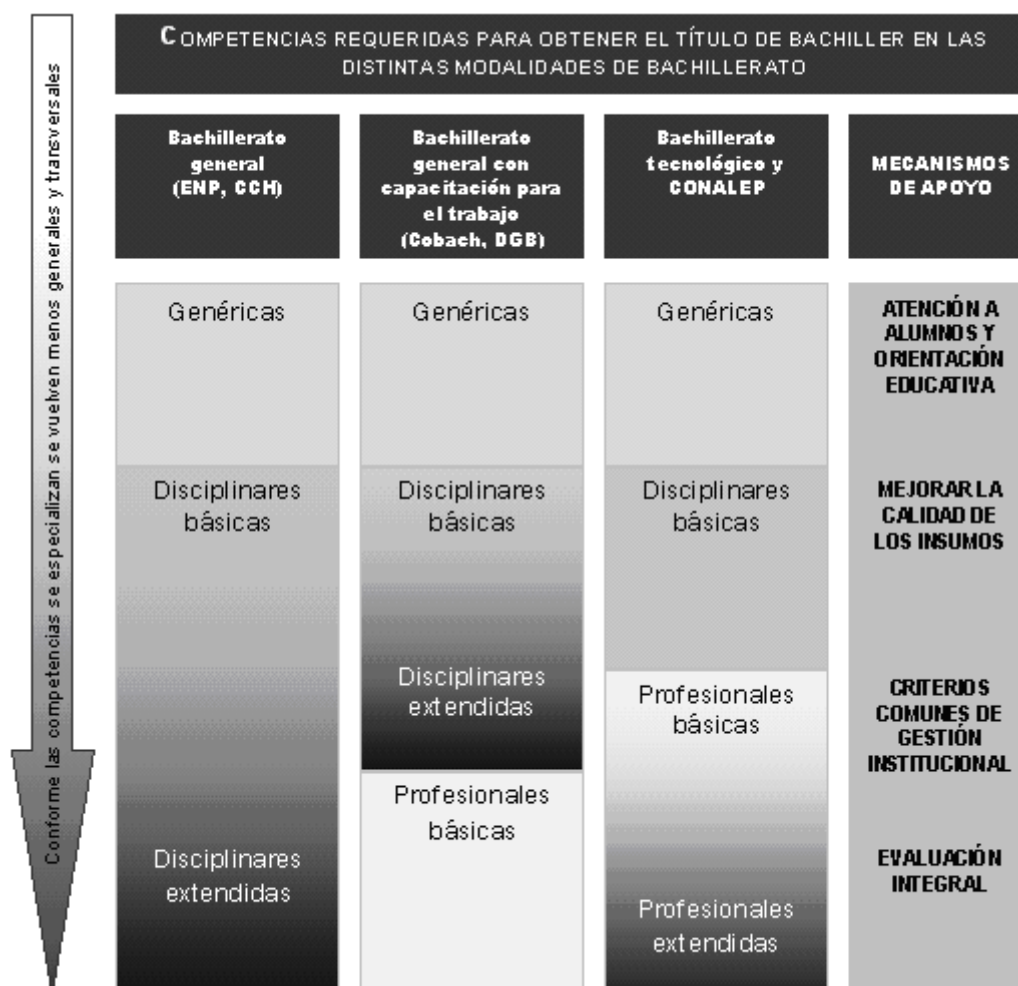 COMPETENCIAS REQUERIDAS PARA OBTENER EL TÍTULO DE BACHILLER EN LAS
DISTINTAS MODALIDADES DE BACHILLERATO
Conforme las competencias se especializan se vuelven menos generales y transversales
Bachillerato
general
(ENP, CCH)
Genéricas
Disciplinares
básicas
Disciplinares
extendidas
Bachillerato
general con
capacitación para
el trabajo
(Cobach, DGB)
Genéricas
Disciplinares
básicas
Disciplinares
extendidas
Profesionales
básicas
Bachillerato
tecnológico y
CONALEP
Genéricas
Disciplinares
básicas
Profesionales
básicas
Profesionales
extendidas
MECANISMOS
DE APOYO
ATENCIÓN A
ALUMNOS Y
ORIENTACIÓN
EDUCATIVA
MEJORAR LA
CALIDAD DE
LOS INSUMOS
CRITERIOS
COMUNES DE
GESTIÓN
INSTITUCIONAL
EVALUACIÓN
INTEGRAL